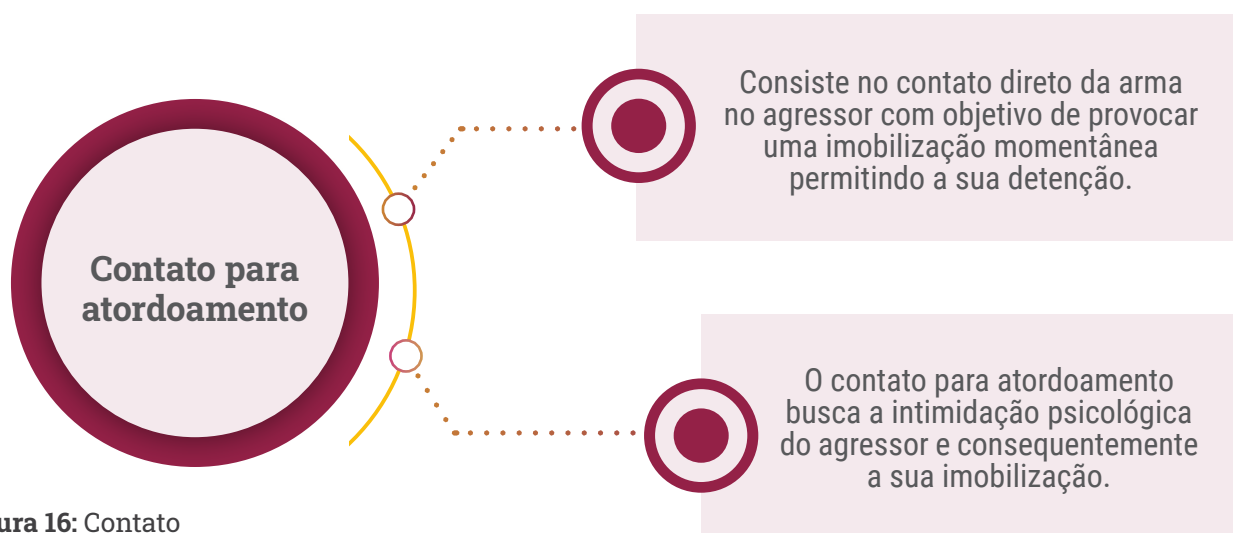 Consiste no contato direto da arma
no agressor com objetivo de provocar
uma imobilização momentânea
permitindo a sua detenção.
Contato para
atordoamento
O contato para atordoamento
busca a intimidação psicológica
do agressor e consequentemente
a sua imobilização.
ura 16: Contato